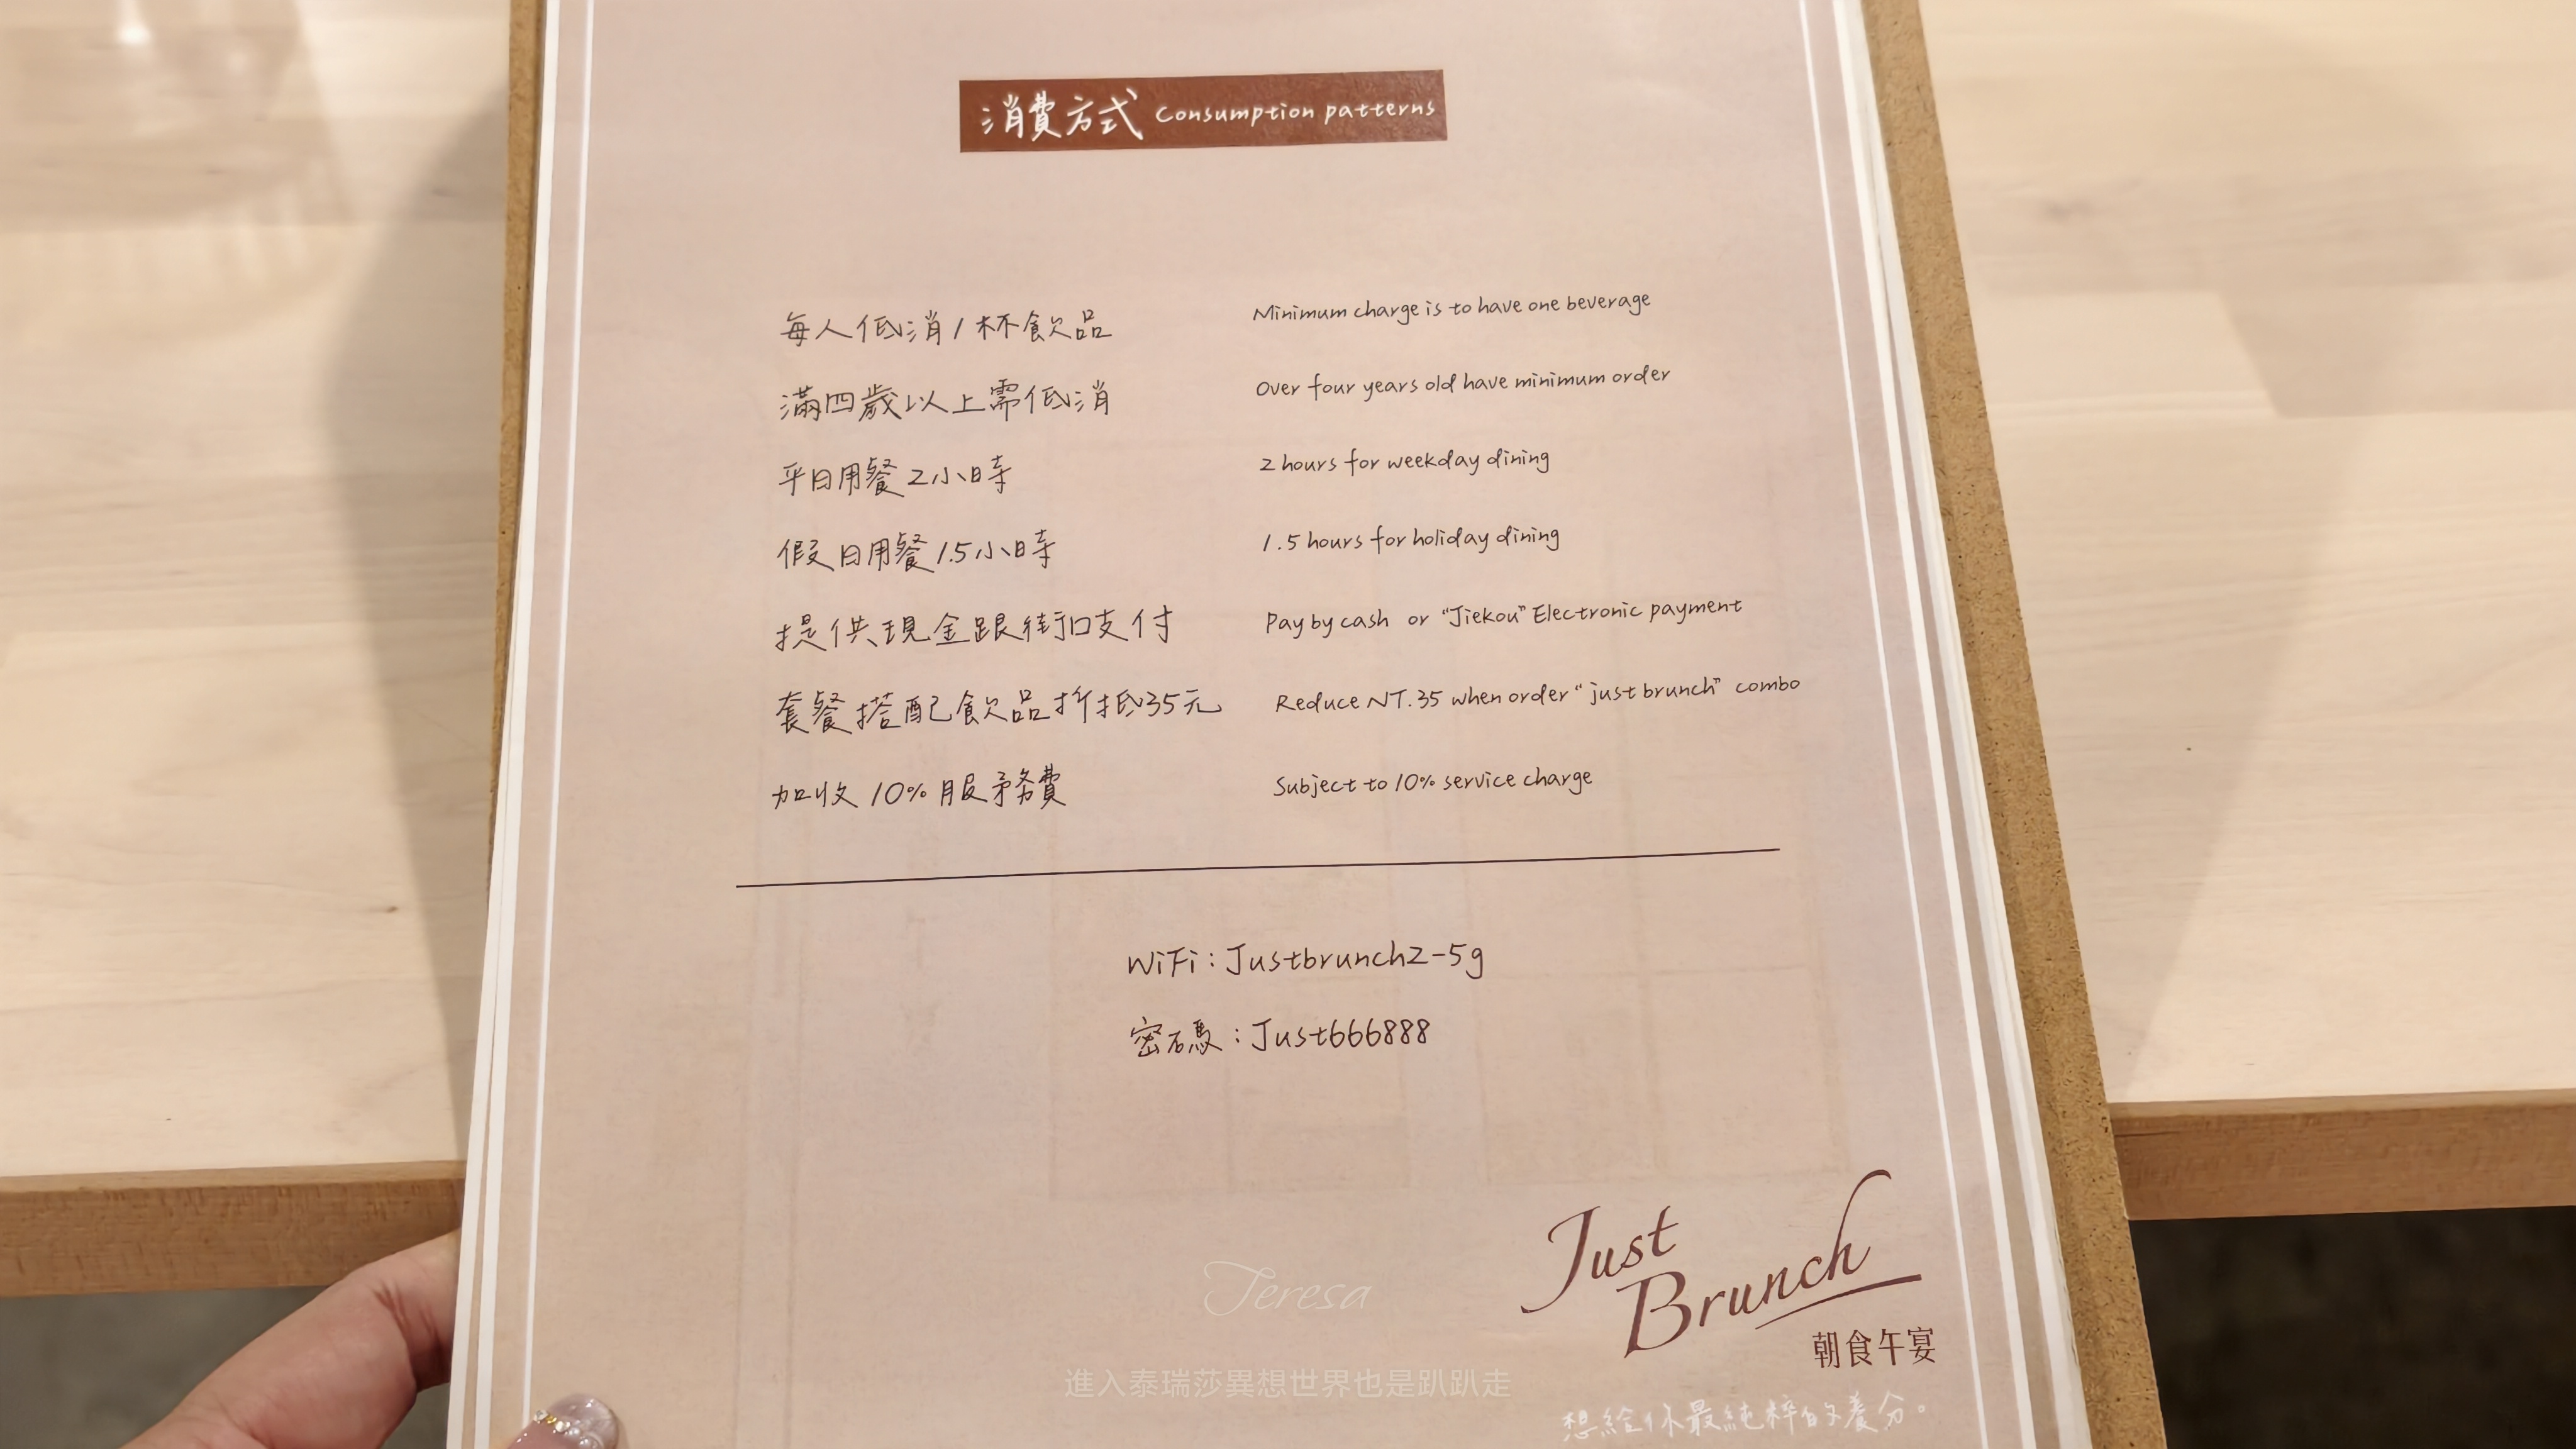 消費方式 Consumption patterns
每人低消1杯飲品 Minimum charge is to have one beverage
滿四歲以上需低消 Over four years old have minimum order
平日用餐2小時 2 hours for weekday dining
假日用餐1.5小時 1.5 hours for holiday dining
提供現金跟街口支付 Pay by cash or "Jiekou" Electronic payment
套餐搭配飲品折抵35元 Reduce NT.35 when order "just brunch" combo
加收10%服務費 Subject to 10% service charge
WiFi：Justbrunch2-5g
密碼：Just666888
Just
Brunch
朝食午宴
Teresa
進入泰瑞莎異想世界也是趴趴走
想給你最純粹的養分。